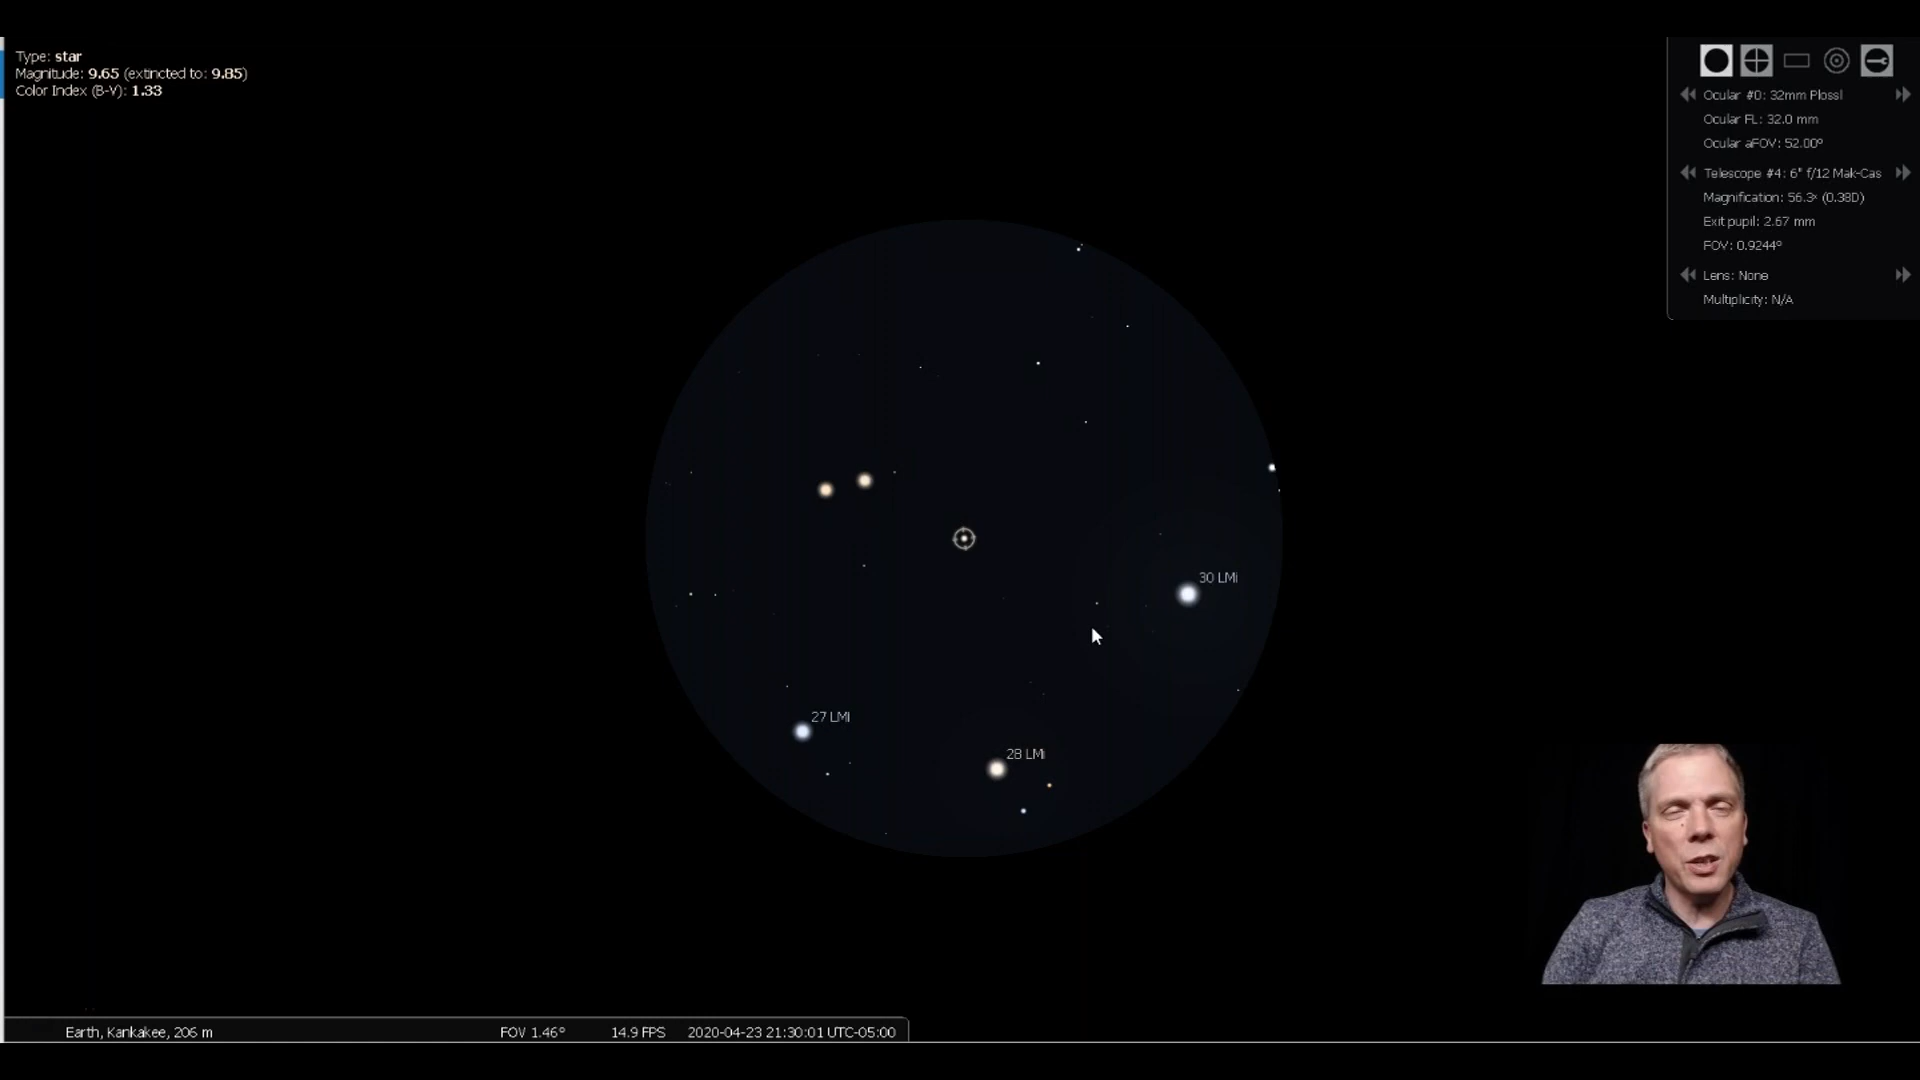 Type: star
Magnitude: 9.65 (extincted to: 9.85)
Color Index (B-V): 1.33
Ocular #0: 32mm Plossl
Ocular FL: 32.0 mm
Ocular aFOV: 52.00°
Telescope #4: 6" f/12 Mak-Cas
Magnification: 56.3× (0.38D)
Exit pupil: 2.67 mm
FOV: 0.9244°
Lens: None
Multiplicity: N/A
30 LMi
27 LMi
28 LMi
Earth, Kankakee, 206 m
FOV 1.46°
14.9 FPS
2020-04-23 21:30:01 UTC-05:00